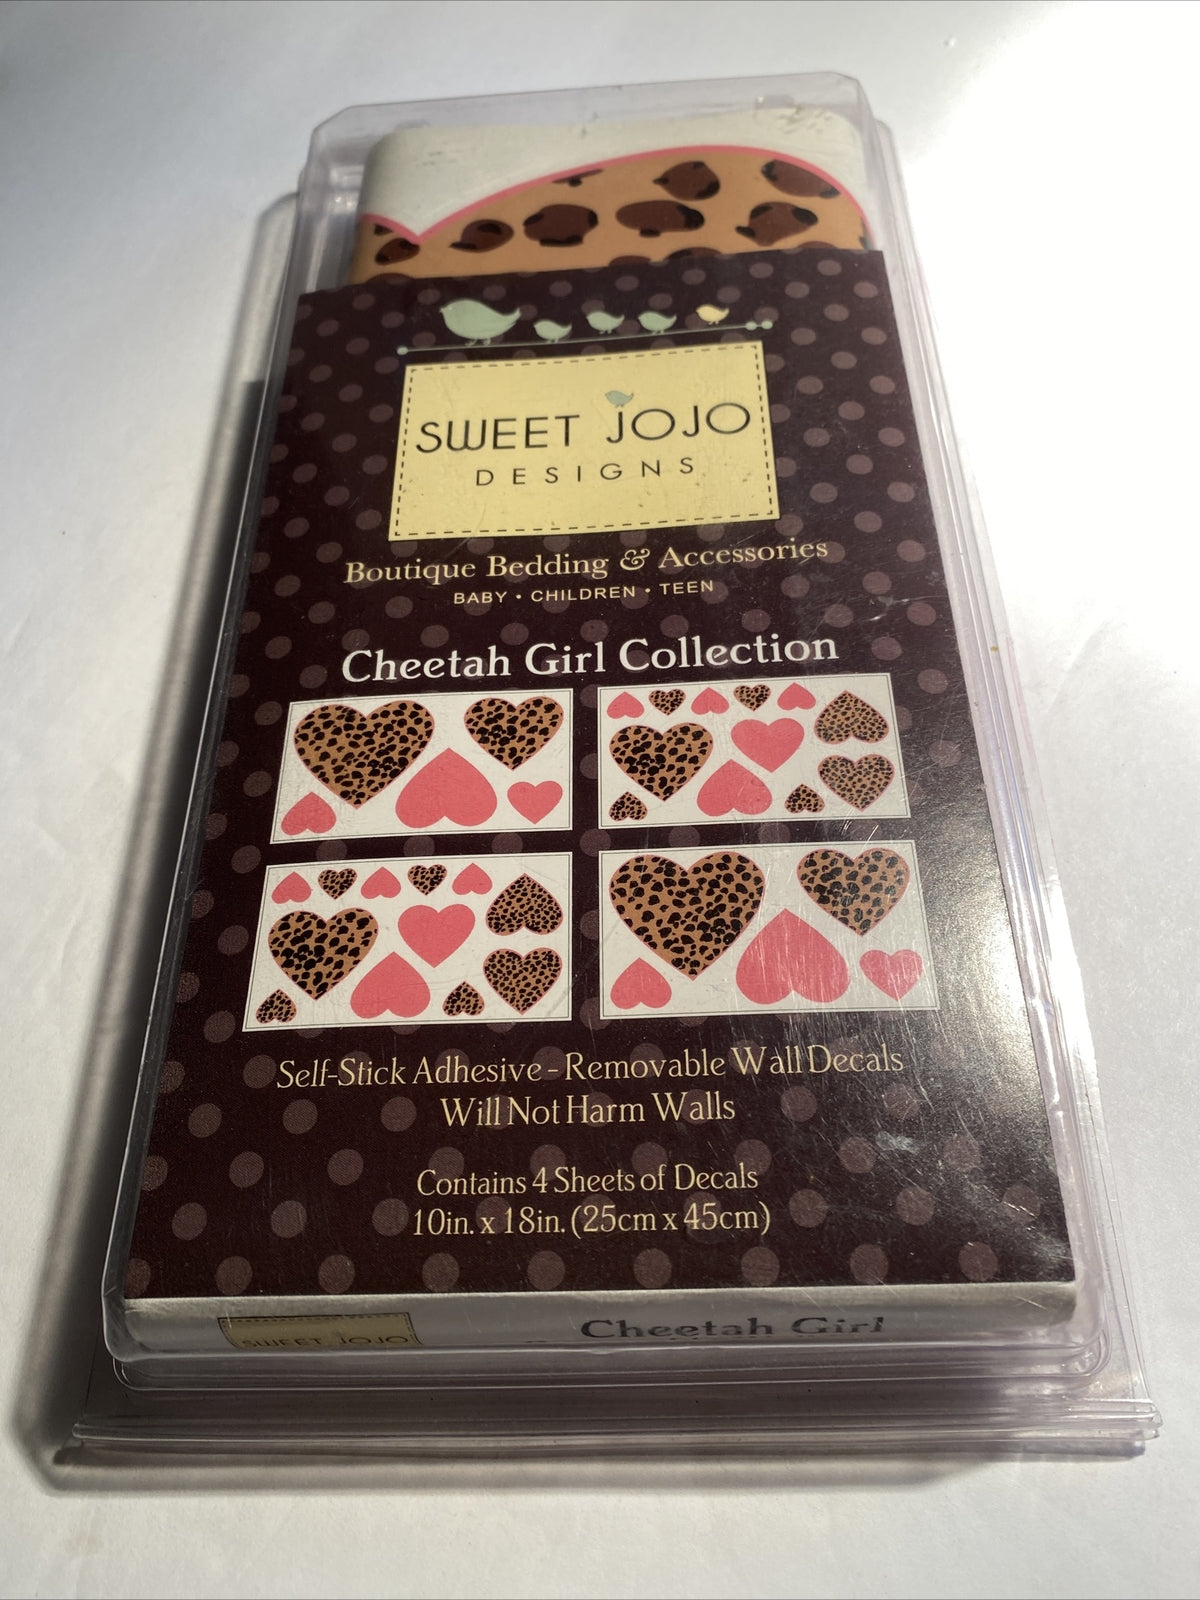 SWEET JOJO
DESIGNS
Boutique Bedding & Accessories
BABY • CHILDREN • TEEN
Cheetah Girl Collection
Self-Stick Adhesive - Removable Wall Decals
Will Not Harm Walls
Contains 4 Sheets of Decals
10in. x 18in. (25cm x 45cm)
SWEET JOJO
Cheetah Girl